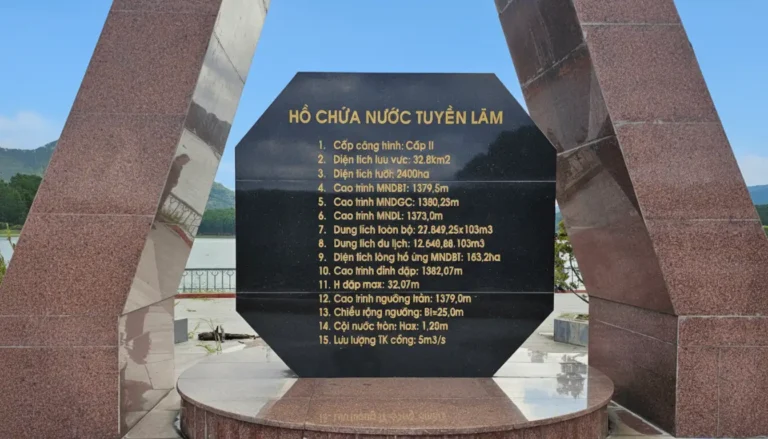 HỒ CHỨA NƯỚC TUYỀN LÂM
1. Cấp công hình: Cấp II
2. Diện tích lưu vực: 32.8km2
3. Diện tích tưới: 2400ha
4. Cao trình MNDBT: 1379,5m
5. Cao trình MNDGC: 1380,25m
6. Cao trình MNDL: 1373,0m
7. Dung tích toàn bộ: 27.849,25x103m3
8. Dung tích du lịch: 12.640,88.103m3
9. Diện tích lòng hồ ứng MNDBT: 163,2ha
10. Cao trình đỉnh đập: 1382,07m
11. H đập max: 32.07m
12. Cao trình ngưỡng tràn: 1379,0m
13. Chiều rộng ngưỡng: Bt=25,0m
14. Cột nước tràn: Hax: 1,20m
15. Lưu lượng TK cống: 5m3/s